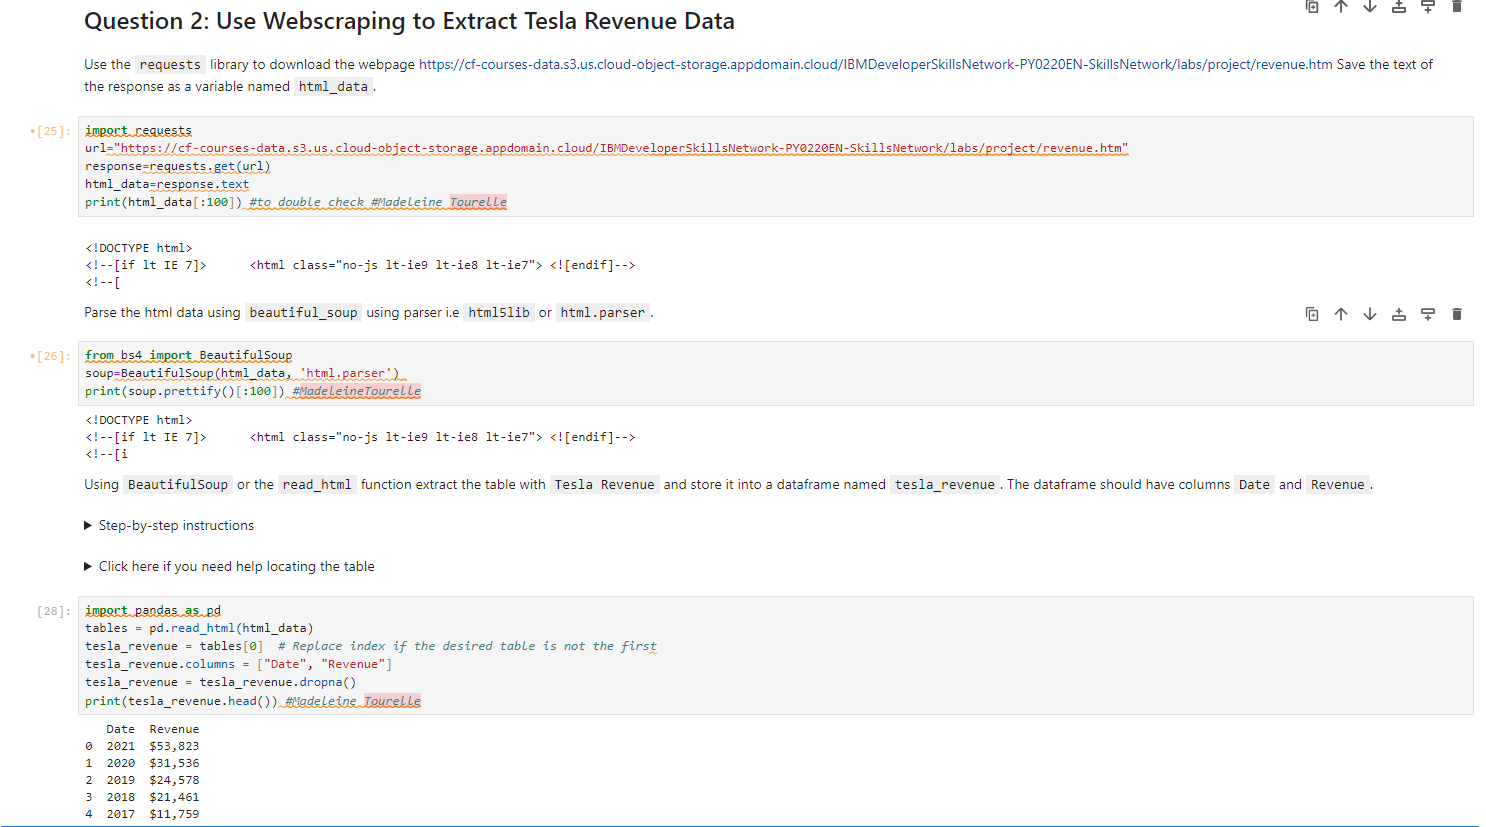 Question 2: Use Webscraping to Extract Tesla Revenue Data
Use the requests library to download the webpage https://cf-courses-data.s3.us.cloud-object-storage.appdomain.cloud/IBMDeveloperSkillsNetwork-PY0220EN-SkillsNetwork/labs/project/revenue.htm Save the text of
the response as a variable named html_data.
•[25]:
import requests
url="https://cf-courses-data.s3.us.cloud-object-storage.appdomain.cloud/IBMDeveloperSkillsNetwork-PY0220EN-SkillsNetwork/labs/project/revenue.htm"
response=requests.get(url)
html_data=response.text
print(html_data[:100]) #to double check #Madeleine Tourelle
<!DOCTYPE html>
<!--[if lt IE 7]>      <html class="no-js lt-ie9 lt-ie8 lt-ie7"> <![endif]-->
<!--[
Parse the html data using beautiful_soup using parser i.e html5lib or html.parser.
•[26]:
from bs4 import BeautifulSoup
soup=BeautifulSoup(html_data, 'html.parser')
print(soup.prettify()[:100]) #MadeleineTourelle
<!DOCTYPE html>
<!--[if lt IE 7]>      <html class="no-js lt-ie9 lt-ie8 lt-ie7"> <![endif]-->
<!--[i
Using BeautifulSoup or the read_html function extract the table with Tesla Revenue and store it into a dataframe named tesla_revenue. The dataframe should have columns Date and Revenue.
▶ Step-by-step instructions
▶ Click here if you need help locating the table
[28]:
import pandas as pd
tables = pd.read_html(html_data)
tesla_revenue = tables[0]  # Replace index if the desired table is not the first
tesla_revenue.columns = ["Date", "Revenue"]
tesla_revenue = tesla_revenue.dropna()
print(tesla_revenue.head()) #Madeleine Tourelle
   Date  Revenue
0  2021  $53,823
1  2020  $31,536
2  2019  $24,578
3  2018  $21,461
4  2017  $11,759